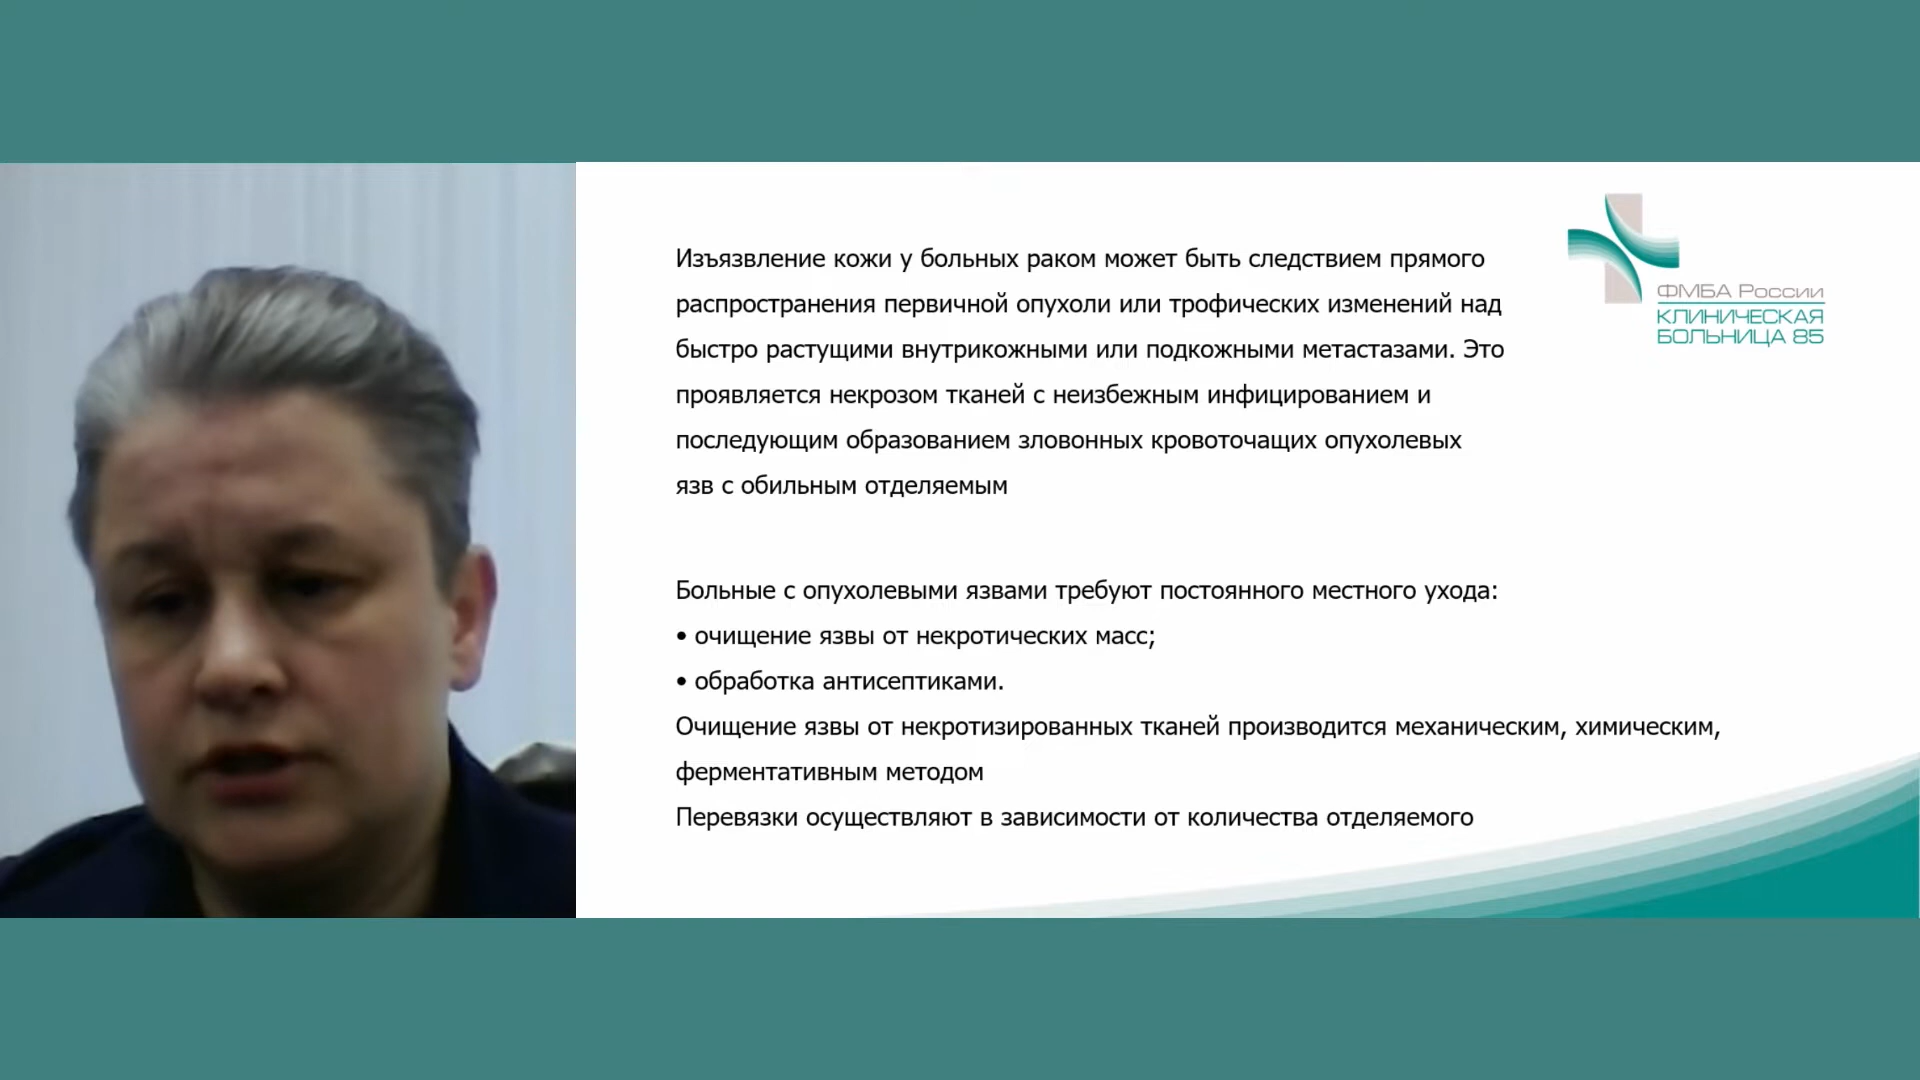 Изъязвление кожи у больных раком может быть следствием прямого
распространения первичной опухоли или трофических изменений над
быстро растущими внутрикожными или подкожными метастазами. Это
проявляется некрозом тканей с неизбежным инфицированием и
последующим образованием зловонных кровоточащих опухолевых
язв с обильным отделяемым
Больные с опухолевыми язвами требуют постоянного местного ухода:
• очищение язвы от некротических масс;
• обработка антисептиками.
Очищение язвы от некротизированных тканей производится механическим, химическим,
ферментативным методом
Перевязки осуществляют в зависимости от количества отделяемого
ФМБА России
КЛИНИЧЕСКАЯ
БОЛЬНИЦА 85